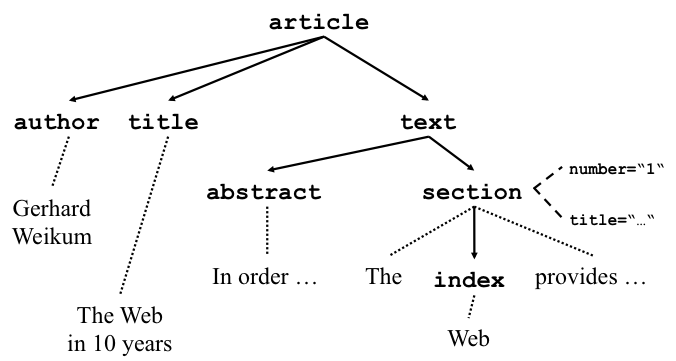 article
author title text
number="1"
abstract section
title="…"
Gerhard
Weikum
In order … The index provides …
The Web
in 10 years
Web